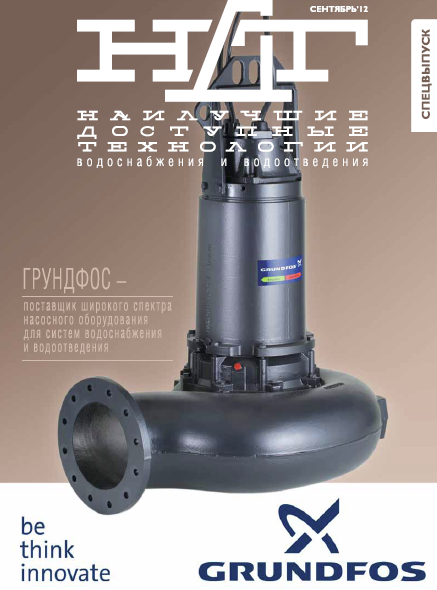 СЕНТЯБРЬ'12
СПЕЦВЫПУСК
НДТ
НАИЛУЧШИЕ
ДОСТУПНЫЕ
ТЕХНОЛОГИИ
водоснабжения и водоотведения
ГРУНДФОС –
поставщик широкого спектра
насосного оборудования
для систем водоснабжения
и водоотведения
GRUNDFOS
be
think
innovate
GRUNDFOS